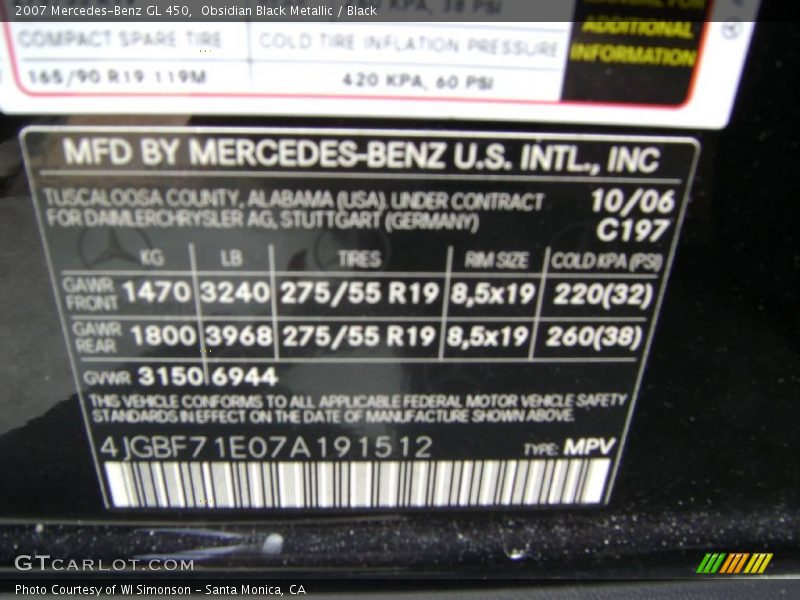 2007 Mercedes-Benz GL 450, Obsidian Black Metallic / Black
KPA, 38 PSI
COMPACT SPARE TIRE COLD TIRE INFLATION PRESSURE
165/90 R19 119M 420 KPA, 60 PSI
ADDITIONAL
INFORMATION
MFD BY MERCEDES-BENZ U.S. INTL., INC
TUSCALOOSA COUNTY, ALABAMA (USA) UNDER CONTRACT 10/06
FOR DAIMLERCHRYSLER AG, STUTTGART (GERMANY) C197
KG LB TIRES RIM SIZE COLD KPA (PSI)
GAWR FRONT 1470 3240 275/55 R19 8,5x19 220(32)
GAWR REAR 1800 3968 275/55 R19 8,5x19 260(38)
GVWR 3150 6944
THIS VEHICLE CONFORMS TO ALL APPLICABLE FEDERAL MOTOR VEHICLE SAFETY
STANDARDS IN EFFECT ON THE DATE OF MANUFACTURE SHOWN ABOVE.
4JGBF71E07A191512 TYPE: MPV
GTCARLOT.COM
Photo Courtesy of WI Simonson - Santa Monica, CA